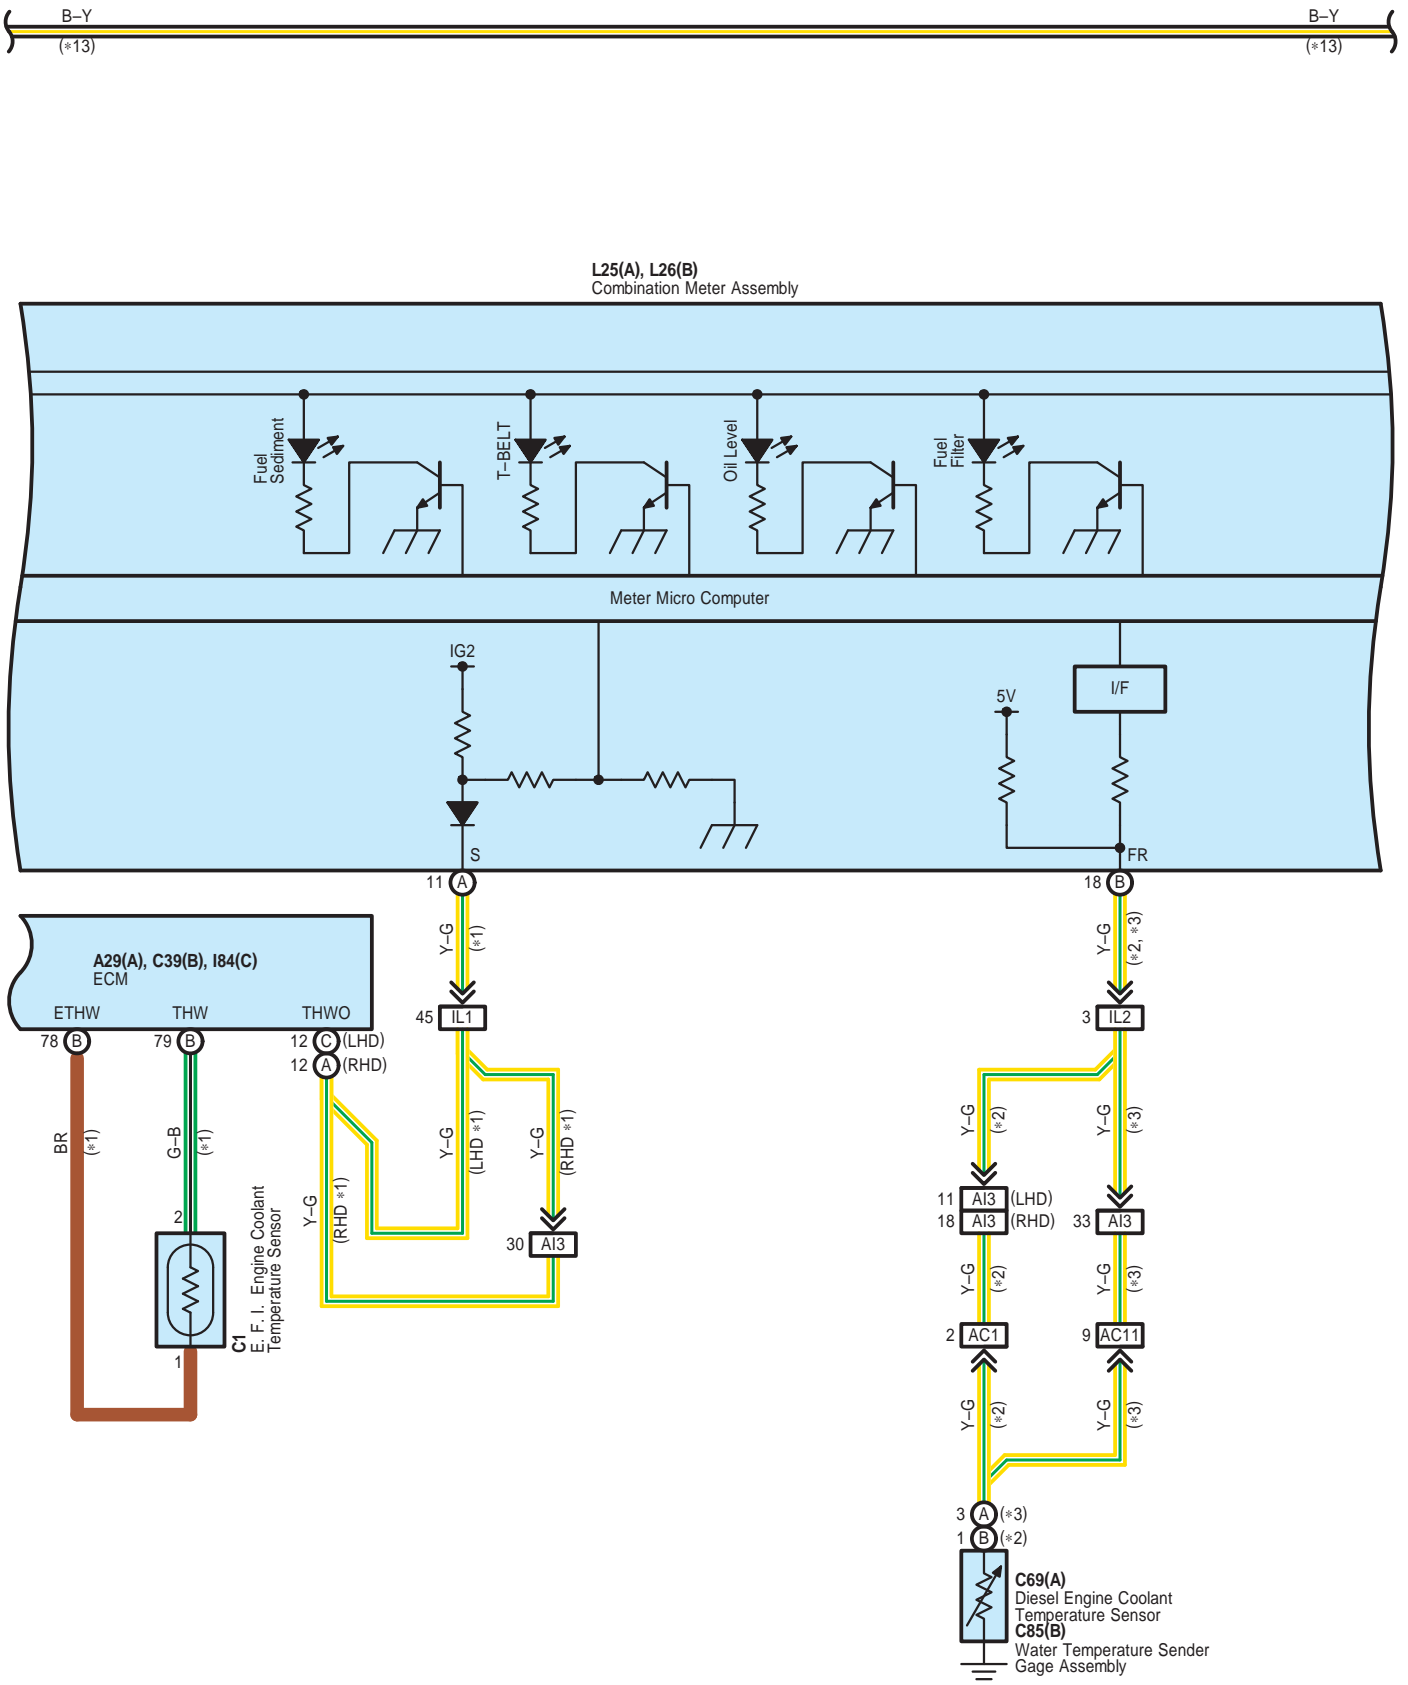 B–Y
(*13)
B–Y
(*13)
L25(A), L26(B)
Combination Meter Assembly
Fuel
Sediment
T–BELT
Oil Level
Fuel
Filter
Meter Micro Computer
IG2
5V
I/F
S
FR
11 A
18 B
A29(A), C39(B), I84(C)
ECM
ETHW
THW
THWO
78 B
79 B
12 C (LHD)
12 A (RHD)
Y–G
(*1)
Y–G
(*2, *3)
45 IL1
3 IL2
BR
(*1)
G–B
(*1)
Y–G
(RHD *1)
Y–G
(LHD *1)
Y–G
(RHD *1)
Y–G
(*2)
Y–G
(*3)
11 AI3 (LHD)
18 AI3 (RHD)
33 AI3
30 AI3
2
1
C1
E. F. I. Engine Coolant
Temperature Sensor
Y–G
(*2)
Y–G
(*3)
2 AC1
9 AC11
Y–G
(*2)
Y–G
(*3)
3 A (*3)
1 B (*2)
C69(A)
Diesel Engine Coolant
Temperature Sensor
C85(B)
Water Temperature Sender
Gage Assembly